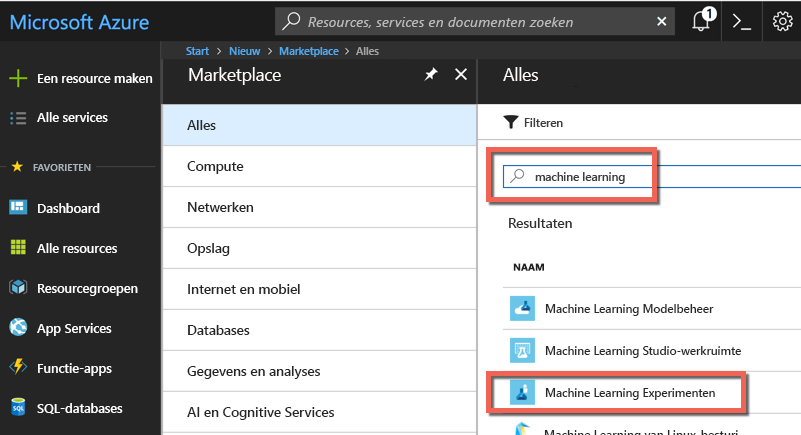 Microsoft Azure
Resources, services en documenten zoeken
1
Start > Nieuw > Marketplace > Alles
Een resource maken
Alle services
FAVORIETEN
Dashboard
Alle resources
Resourcegroepen
App Services
Functie-apps
SQL-databases
Marketplace
Alles
Compute
Netwerken
Opslag
Internet en mobiel
Databases
Gegevens en analyses
AI en Cognitive Services
Alles
Filteren
machine learning
Resultaten
NAAM
Machine Learning Modelbeheer
Machine Learning Studio-werkruimte
Machine Learning Experimenten
Machine Learning van Linux-besturi